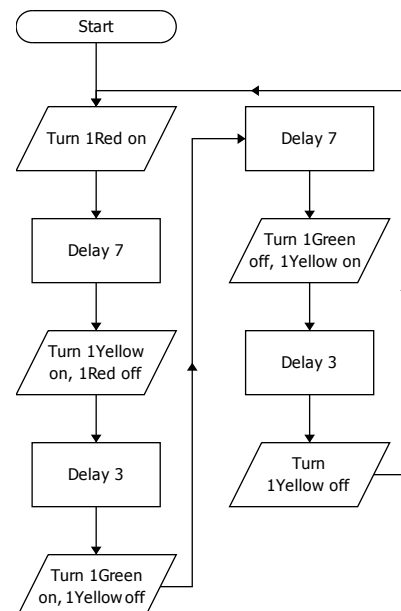 Start
Turn 1Red on
Delay 7
Turn 1Yellow
on, 1Red off
Delay 3
Turn 1Green
on, 1Yellow off
Delay 7
Turn 1Green
off, 1Yellow on
Delay 3
Turn
1Yellow off